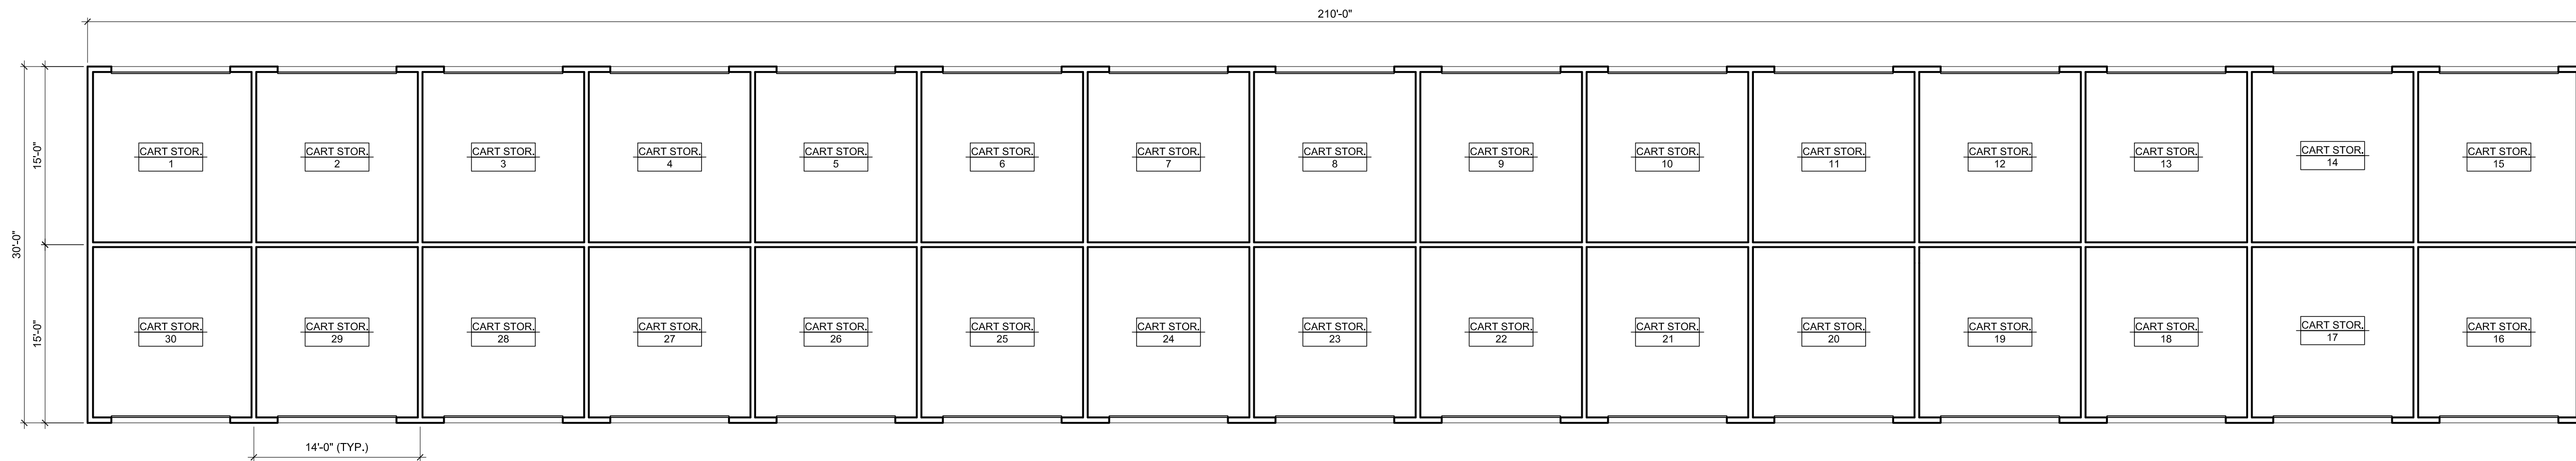 210'-0"
CART STOR.
1
CART STOR.
2
CART STOR.
3
CART STOR.
4
CART STOR.
5
CART STOR.
6
CART STOR.
7
CART STOR.
8
CART STOR.
9
CART STOR.
10
CART STOR.
11
CART STOR.
12
CART STOR.
13
CART STOR.
14
CART STOR.
15
15'-0"
30'-0"
15'-0"
CART STOR.
30
CART STOR.
29
CART STOR.
28
CART STOR.
27
CART STOR.
26
CART STOR.
25
CART STOR.
24
CART STOR.
23
CART STOR.
22
CART STOR.
21
CART STOR.
20
CART STOR.
19
CART STOR.
18
CART STOR.
17
CART STOR.
16
14'-0" (TYP.)